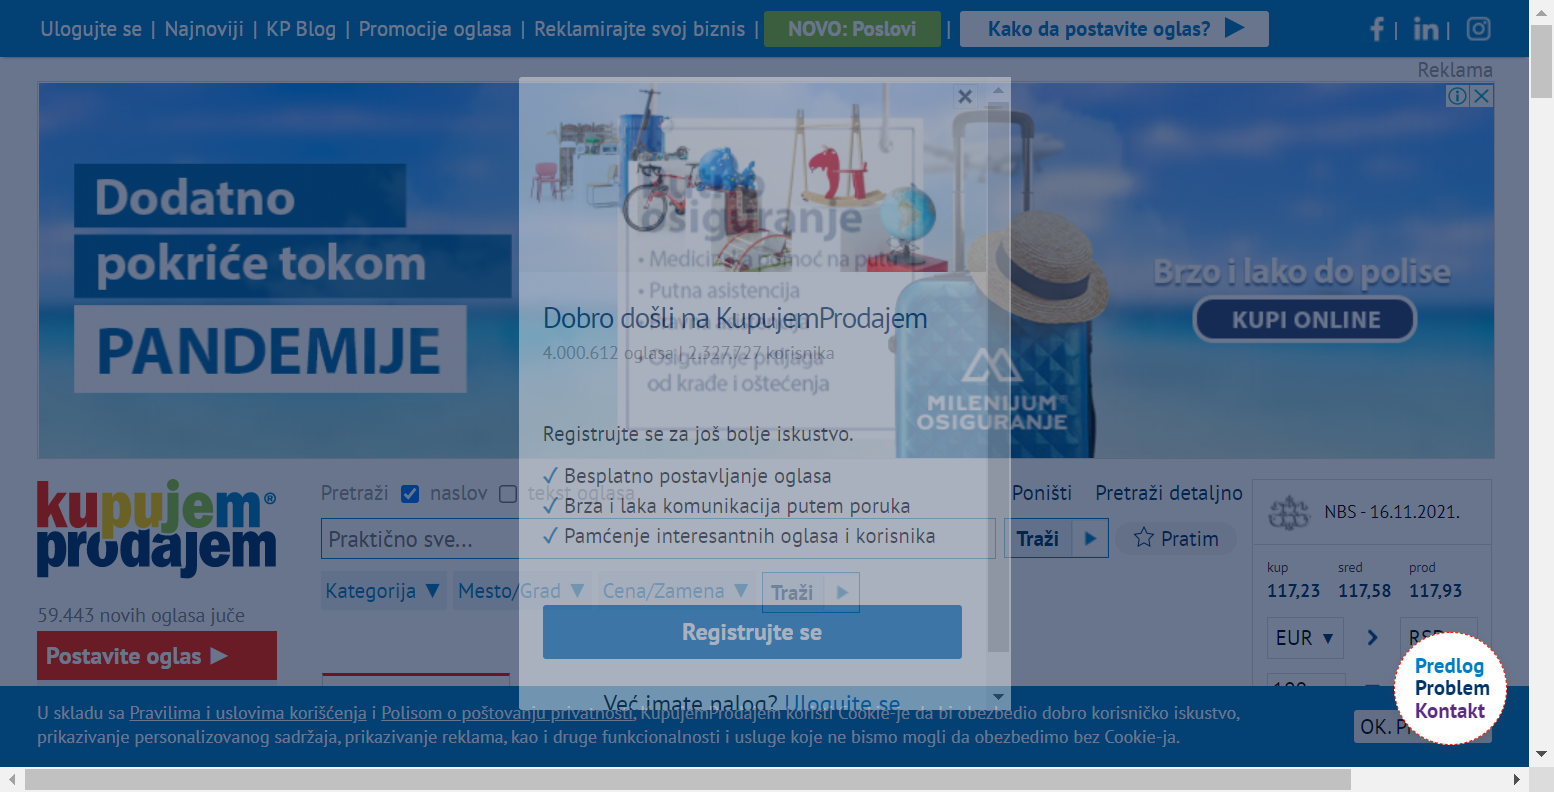 Ulogujte se | Najnoviji | KP Blog | Promocije oglasa | Reklamirajte svoj biznis | NOVO: Poslovi | Kako da postavite oglas? | |
Reklama
Dodatno
pokriće tokom
PANDEMIJE
Putno
osiguranje
• Medicinska pomoć na putu
• Putna asistencija
• Osiguranje prtljaga
od krađe i oštećenja
Brzo i lako do polise
KUPI ONLINE
MILENIJUM®
OSIGURANJE
Dobro došli na KupujemProdajem
4.000.612 oglasa | 2.327.727 korisnika
Registrujte se za još bolje iskustvo.
✓ Besplatno postavljanje oglasa
✓ Brza i laka komunikacija putem poruka
✓ Pamćenje interesantnih oglasa i korisnika
Registrujte se
Već imate nalog? Ulogujte se
kupujem®
prodajem
59.443 novih oglasa juče
Postavite oglas
Pretraži naslov tekst oglasa Poništi Pretraži detaljno
Praktično sve... Traži Pratim
Kategorija ▼ Mesto/Grad ▼ Cena/Zamena ▼ Traži
NBS - 16.11.2021.
kup sred prod
117,23 117,58 117,93
EUR ▼
100
Predlog
Problem
Kontakt
U skladu sa Pravilima i uslovima korišćenja i Polisom o poštovanju privatnosti, KupujemProdajem koristi Cookie-je da bi obezbedio dobro korisničko iskustvo,
prikazivanje personalizovanog sadržaja, prikazivanje reklama, kao i druge funkcionalnosti i usluge koje ne bismo mogli da obezbedimo bez Cookie-ja.
OK.